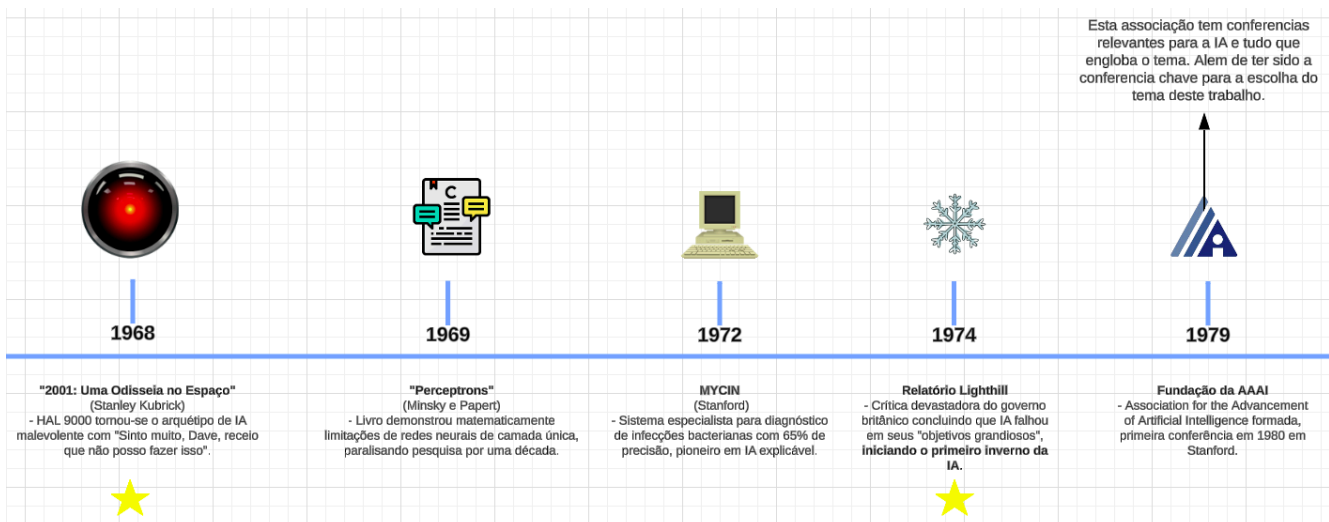 Esta associação tem conferencias
relevantes para a IA e tudo que
engloba o tema. Alem de ter sido a
conferencia chave para a escolha do
tema deste trabalho.
C
1968
1969
1972
1974
1979
"2001: Uma Odisseia no Espaço"
(Stanley Kubrick)
- HAL 9000 tornou-se o arquétipo de IA
malevolente com "Sinto muito, Dave, receio
que não posso fazer isso".
"Perceptrons"
(Minsky e Papert)
- Livro demonstrou matematicamente
limitações de redes neurais de camada única,
paralisando pesquisa por uma década.
MYCIN
(Stanford)
- Sistema especialista para diagnóstico
de infecções bacterianas com 65% de
precisão, pioneiro em IA explicável.
Relatório Lighthill
- Crítica devastadora do governo
britânico concluindo que IA falhou
em seus "objetivos grandiosos",
iniciando o primeiro inverno da
IA.
Fundação da AAAI
- Association for the Advancement
of Artificial Intelligence formada,
primeira conferência em 1980 em
Stanford.